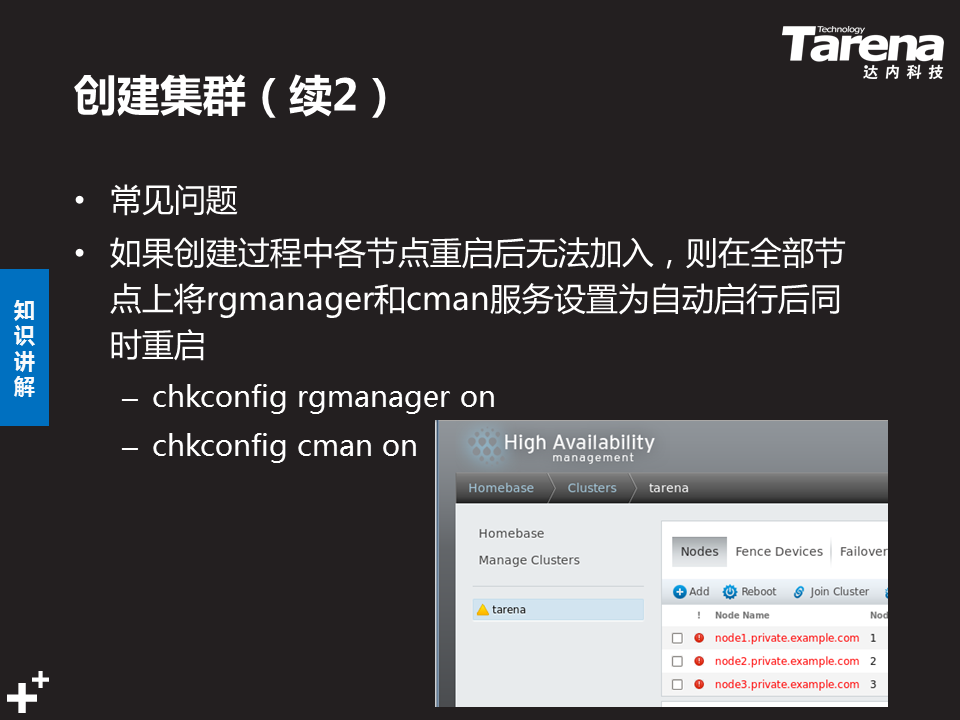 Technology
Tarena
达内科技
创建集群（续2）
• 常见问题
• 如果创建过程中各节点重启后无法加入，则在全部节
点上将rgmanager和cman服务设置为自动启行后同
时重启
– chkconfig rgmanager on
– chkconfig cman on
知识讲解
High Availability
management
Homebase Clusters tarena
Homebase
Manage Clusters
tarena
Nodes Fence Devices Failover
Add Reboot Join Cluster
! Node Name Nod
node1.private.example.com 1
node2.private.example.com 2
node3.private.example.com 3